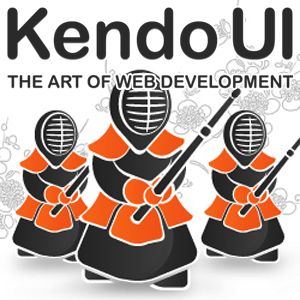 Kendo UI
THE ART OF WEB DEVELOPMENT